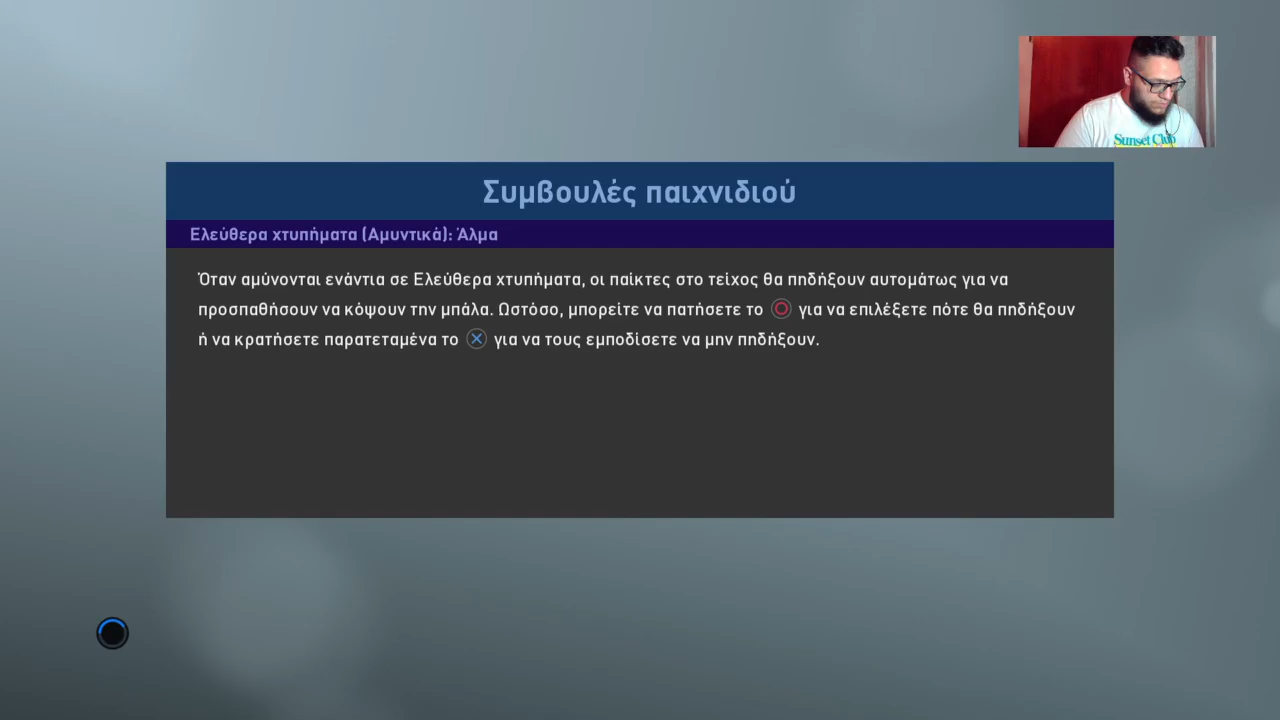 Sunset Club
Συμβουλές παιχνιδιού
Ελεύθερα χτυπήματα (Αμυντικά): Άλμα
Όταν αμύνονται ενάντια σε Ελεύθερα χτυπήματα, οι παίκτες στο τείχος θα πηδήξουν αυτομάτως για να
προσπαθήσουν να κόψουν την μπάλα. Ωστόσο, μπορείτε να πατήσετε το για να επιλέξετε πότε θα πηδήξουν
ή να κρατήσετε παρατεταμένα το για να τους εμποδίσετε να μην πηδήξουν.